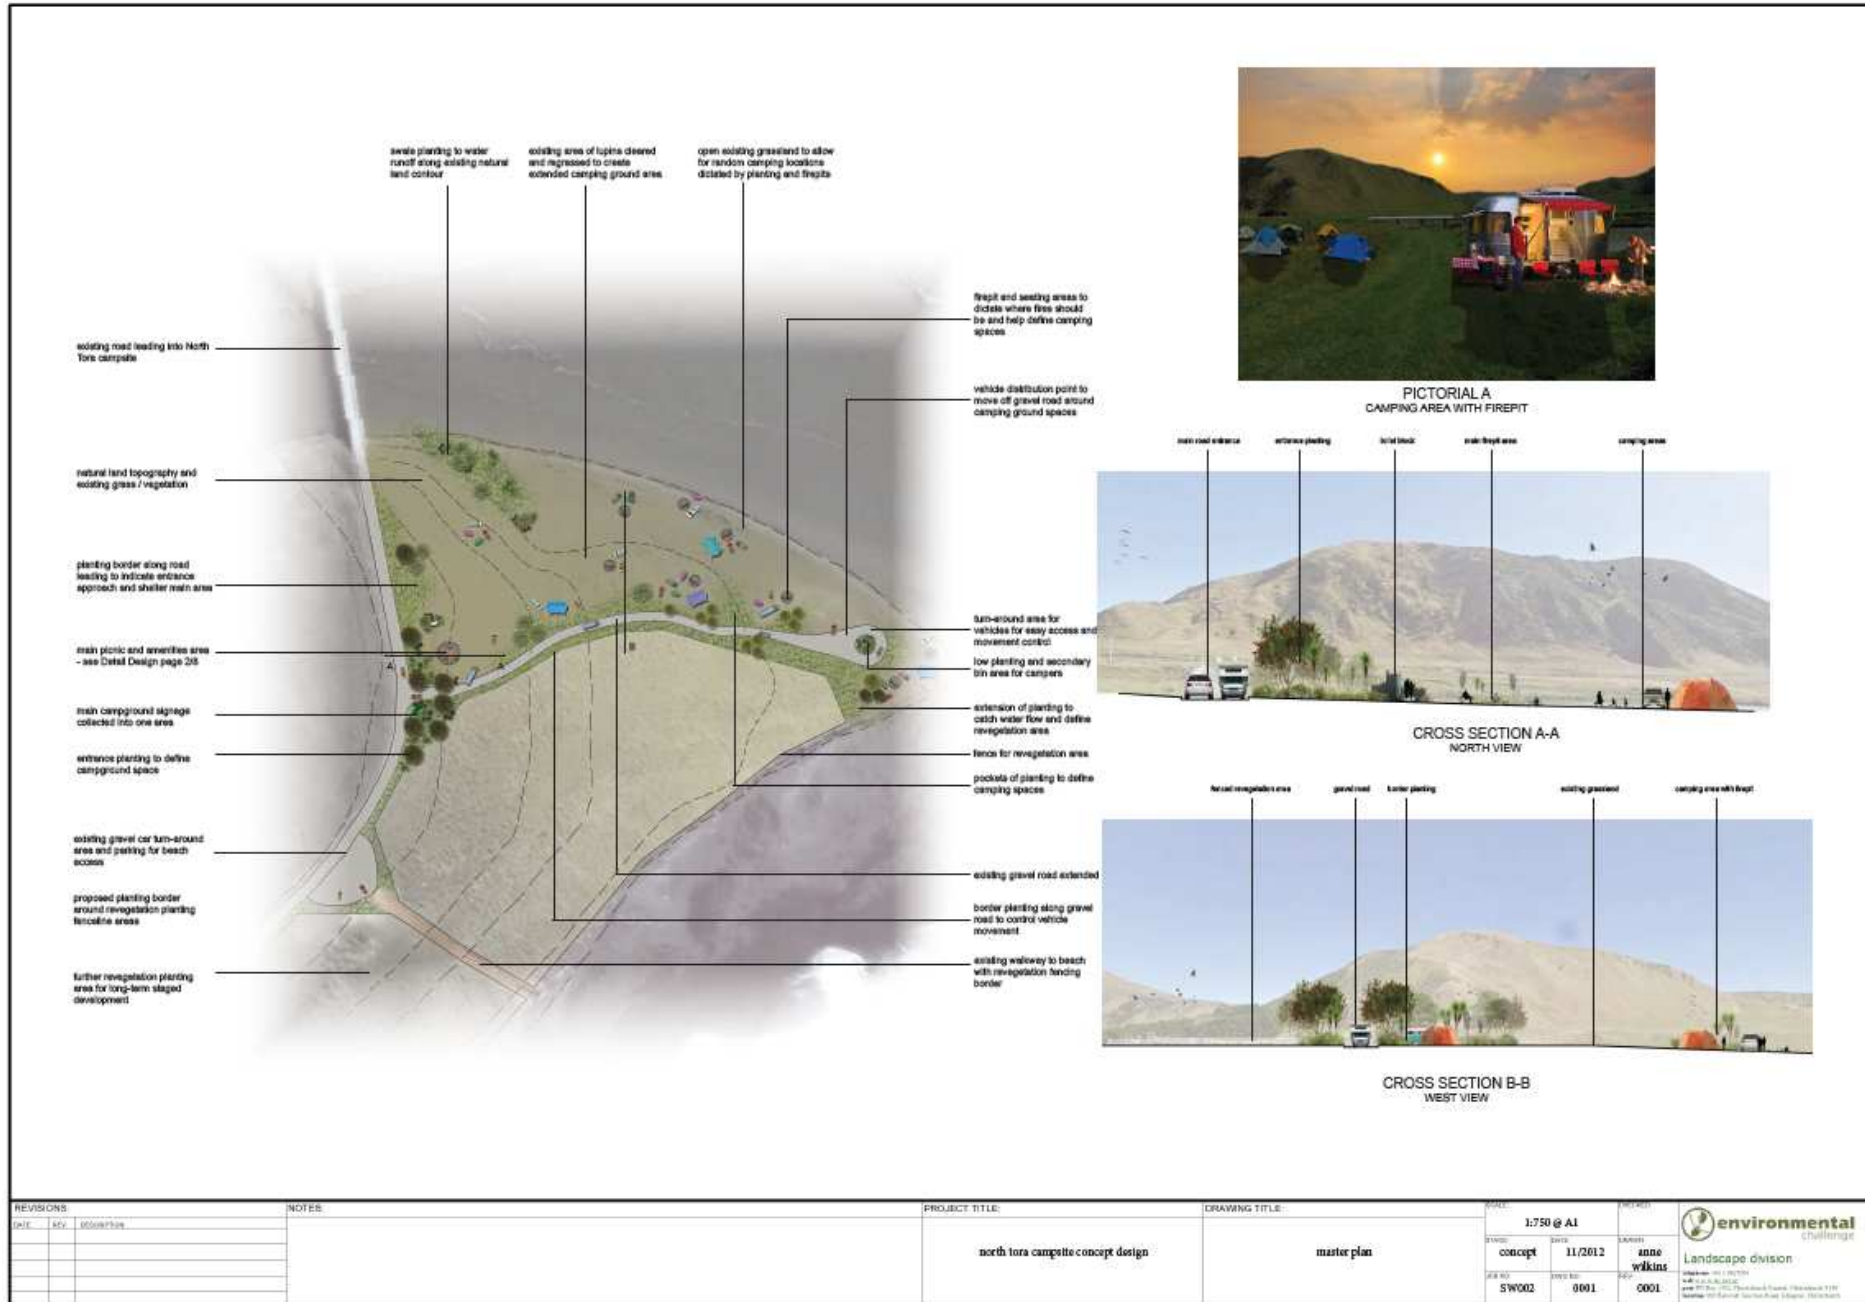 swale planting to water
runoff along existing natural
land contour
existing area of lupins cleared
and regrassed to create
extended camping ground area
open existing grassland to allow
for random camping locations
dictated by planting and firepits
existing road leading into North
Tora campsite
natural land topography and
existing grass / vegetation
planting border along road
leading to indicate entrance
approach and shelter main area
main picnic and amenities area
- see Detail Design page 2/8
main campground signage
collected into one area
entrance planting to define
campground space
existing gravel car turn-around
area and parking for beach
access
proposed planting border
around revegetation planting
fenceline areas
further revegetation planting
area for long-term staged
development
A
B
firepit and seating areas to
dictate where fires should
be and help define camping
spaces
vehicle distribution point to
move off gravel road around
camping ground spaces
turn-around area for
vehicles for easy access and
movement control
low planting and secondary
bin area for campers
extension of planting to
catch water flow and define
revegetation area
fence for revegetation area
pockets of planting to define
camping spaces
existing gravel road extended
border planting along gravel
road to control vehicle
movement
existing walkway to beach
with revegetation fencing
border
PICTORIAL A
CAMPING AREA WITH FIREPIT
main road entrance
entrance planting
toilet block
main firepit area
camping areas
CROSS SECTION A-A
NORTH VIEW
fenced revegetation area
gravel road
border planting
existing grassland
camping area with firepit
CROSS SECTION B-B
WEST VIEW
REVISIONS
DATE REV DESCRIPTION
NOTES:
PROJECT TITLE:
north tora campsite concept design
DRAWING TITLE:
master plan
SCALE:
1:750 @ A1
CHECKED:
STAGE:
concept
DATE:
11/2012
DRAWN:
anne
wilkins
JOB NO:
SW002
DWG NO:
0001
REV:
0001
environmental
challenge
Landscape division